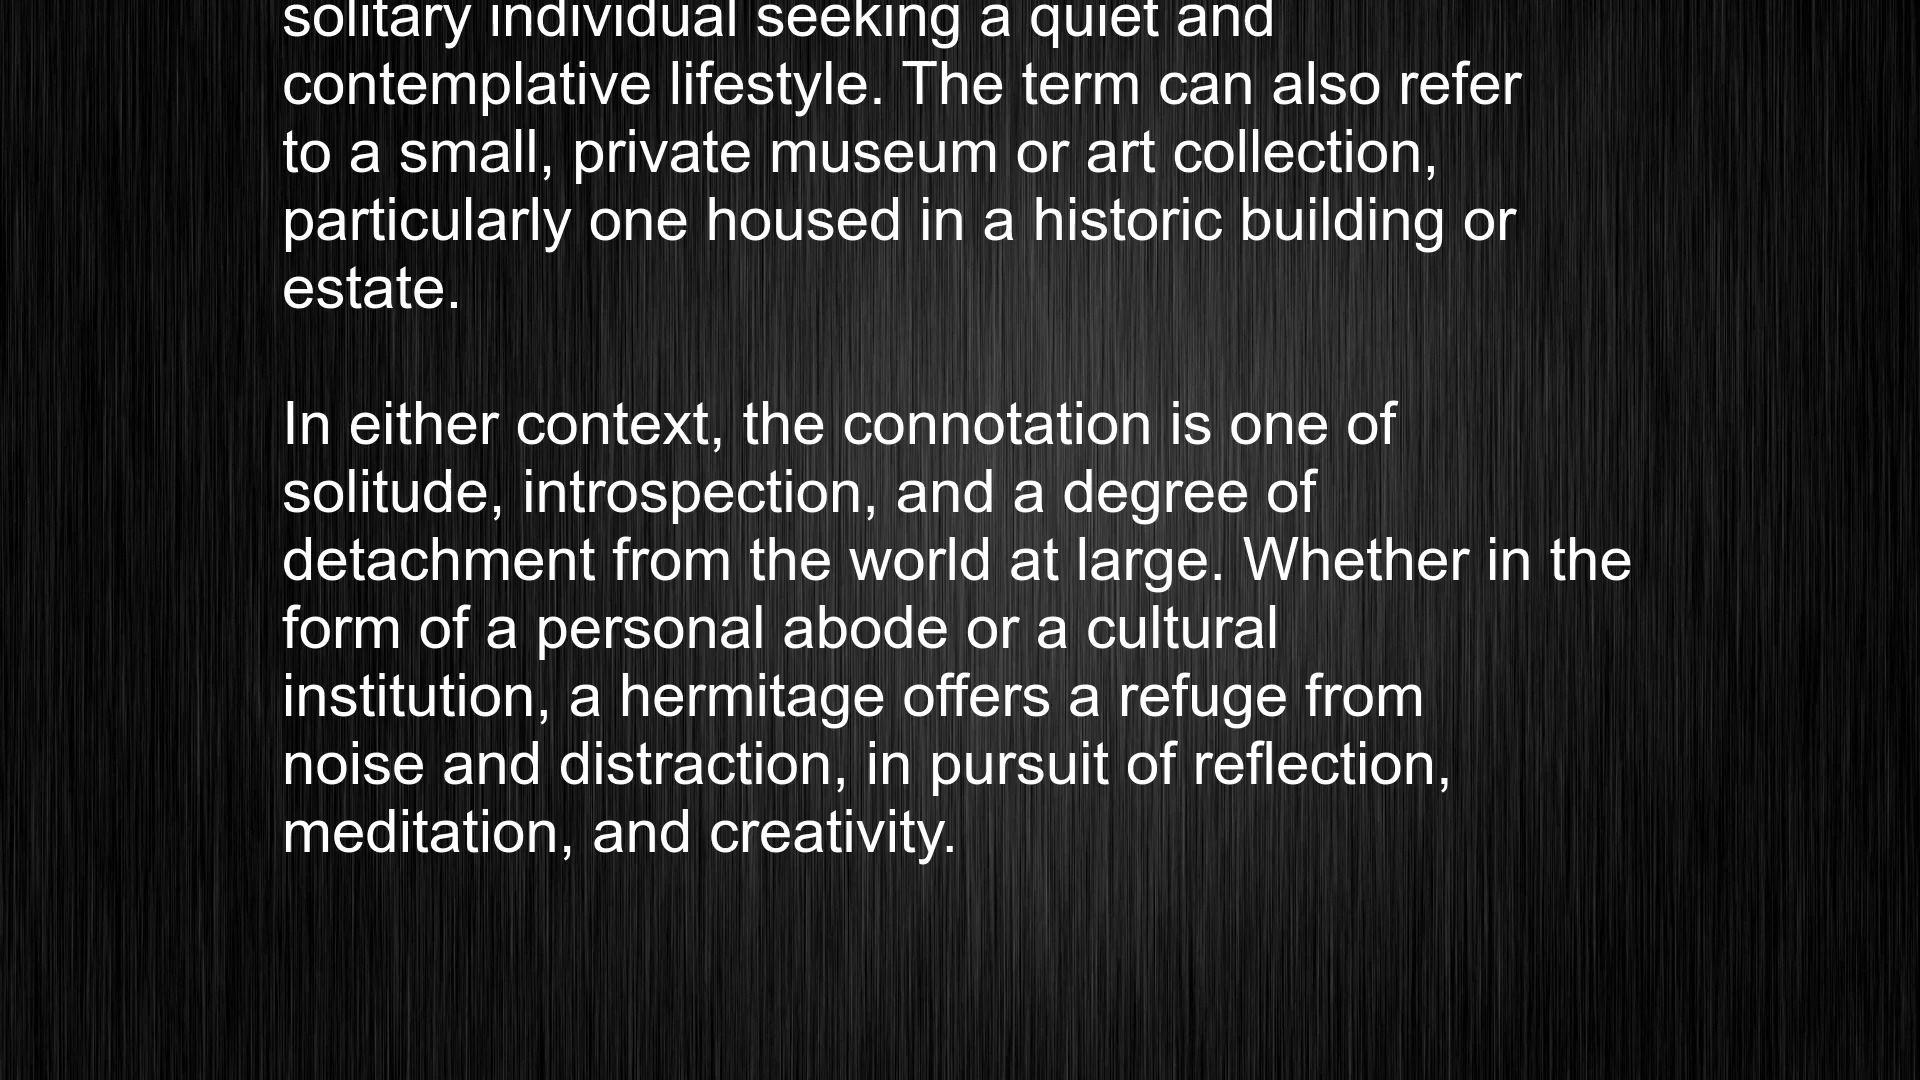 solitary individual seeking a quiet and
contemplative lifestyle. The term can also refer
to a small, private museum or art collection,
particularly one housed in a historic building or
estate.
In either context, the connotation is one of
solitude, introspection, and a degree of
detachment from the world at large. Whether in the
form of a personal abode or a cultural
institution, a hermitage offers a refuge from
noise and distraction, in pursuit of reflection,
meditation, and creativity.